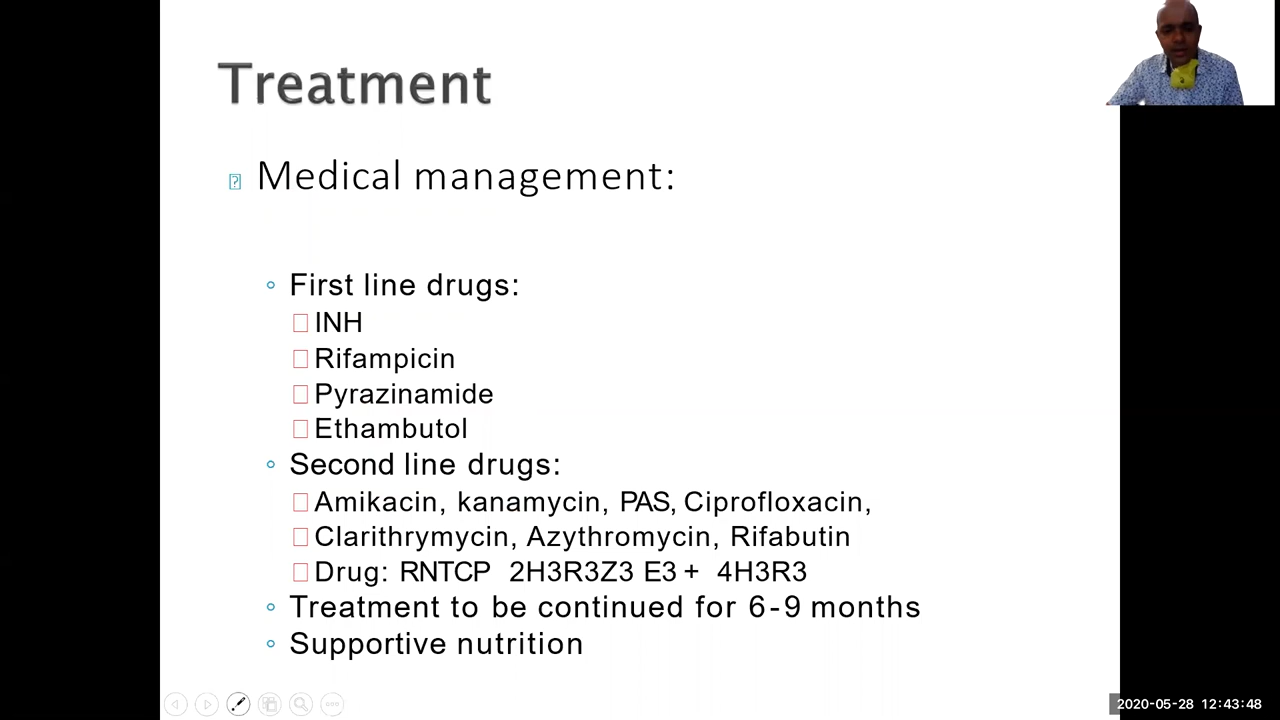 Treatment
Medical management:
First line drugs:
INH
Rifampicin
Pyrazinamide
Ethambutol
Second line drugs:
Amikacin, kanamycin, PAS, Ciprofloxacin,
Clarithrymycin, Azythromycin, Rifabutin
Drug: RNTCP 2H3R3Z3 E3 + 4H3R3
Treatment to be continued for 6-9 months
Supportive nutrition
2020-05-28 12:43:48